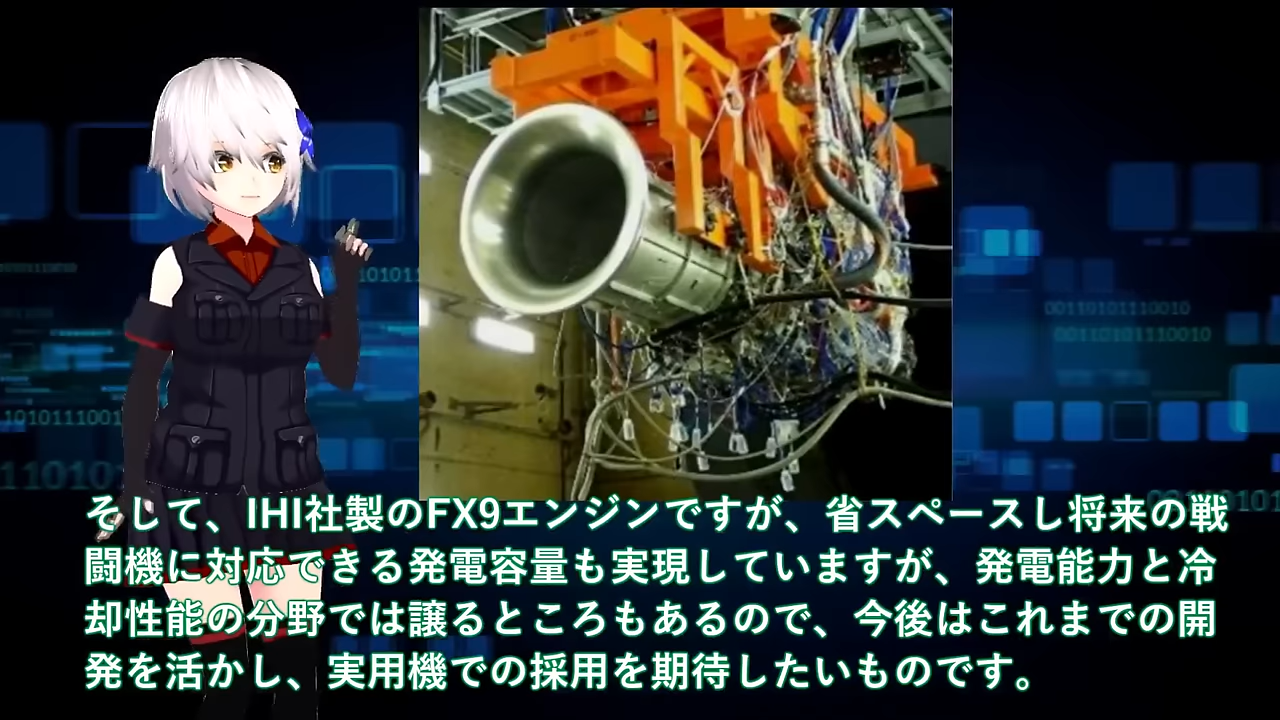 1010101
10101110010
110101
00110101110010
00110101110010
そして、IHI社製のFX9エンジンですが、省スペースし将来の戦
闘機に対応できる発電容量も実現していますが、発電能力と冷
却性能の分野では譲るところもあるので、今後はこれまでの開
発を活かし、実用機での採用を期待したいものです。